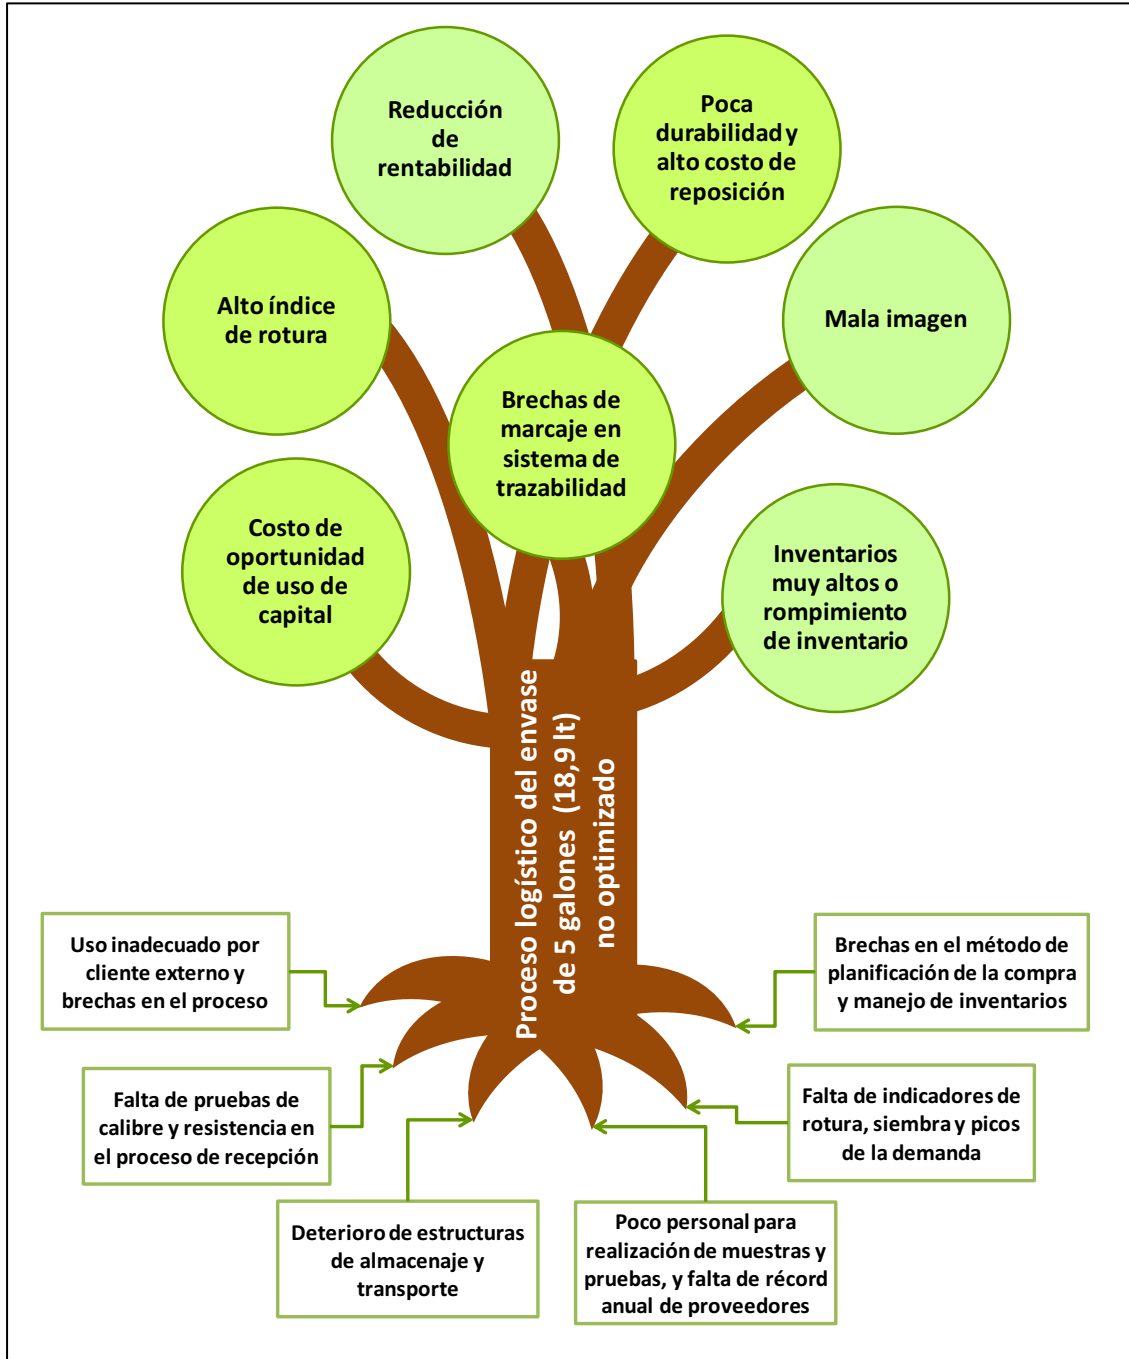 Reducción
de
rentabilidad
Poca
durabilidad y
alto costo de
reposición
Alto índice
de rotura
Mala imagen
Brechas de
marcaje en
sistema de
trazabilidad
Costo de
oportunidad
de uso de
capital
Inventarios
muy altos o
rompimiento
de inventario
Proceso logístico del envase
de 5 galones (18,9 lt)
no optimizado
Uso inadecuado por
cliente externo y
brechas en el proceso
Brechas en el método de
planificación de la compra
y manejo de inventarios
Falta de pruebas de
calibre y resistencia en
el proceso de recepción
Falta de indicadores de
rotura, siembra y picos
de la demanda
Deterioro de estructuras
de almacenaje y
transporte
Poco personal para
realización de muestras y
pruebas, y falta de récord
anual de proveedores